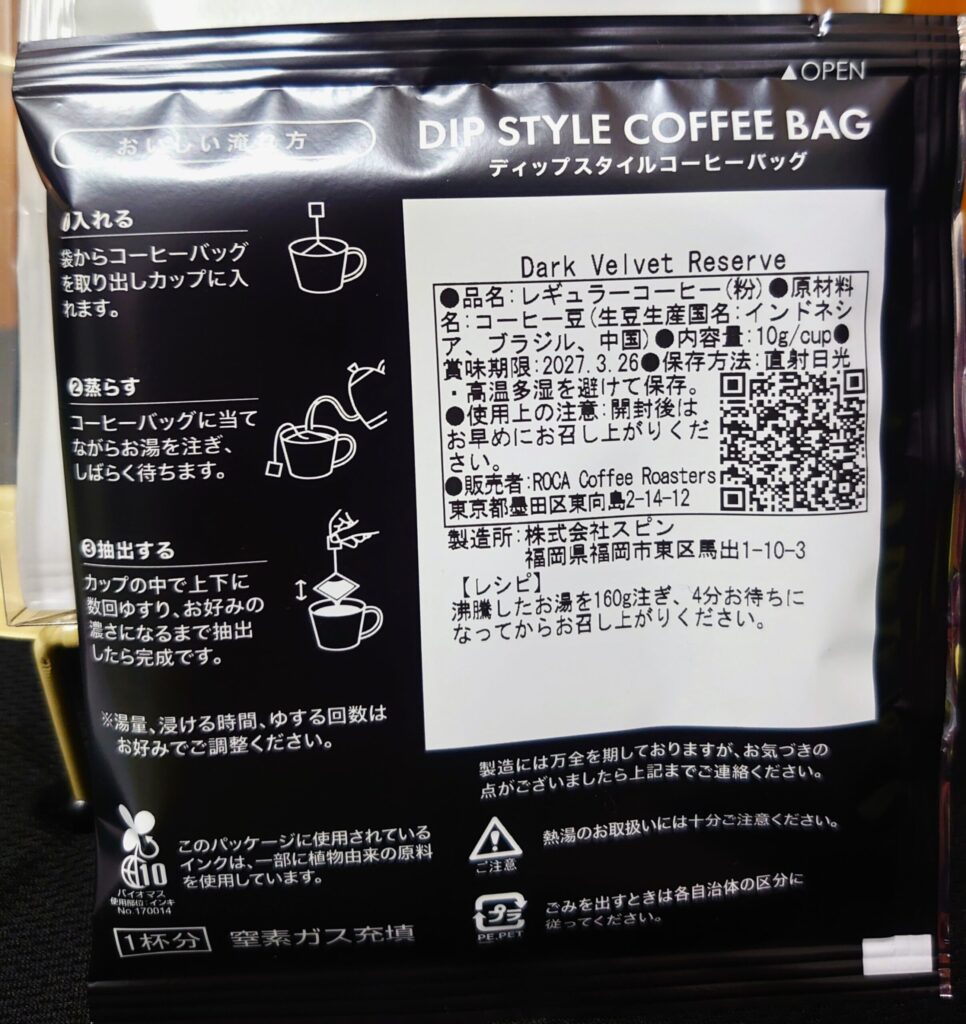 ▲OPEN
おいしい淹れ方
DIP STYLE COFFEE BAG
ディップスタイルコーヒーバッグ
❶入れる
袋からコーヒーバッグ
を取り出しカップに入
れます。
❷蒸らす
コーヒーバッグに当て
ながらお湯を注ぎ、
しばらく待ちます。
❸抽出する
カップの中で上下に
数回ゆすり、お好みの
濃さになるまで抽出
したら完成です。
※湯量、浸ける時間、ゆする回数は
お好みでご調整ください。
Dark Velvet Reserve
●品名:レギュラーコーヒー(粉)●原材料
名:コーヒー豆(生豆生産国名:インドネシ
ア、ブラジル、中国)●内容量:10g/cup●
賞味期限:2027.3.26●保存方法:直射日光
・高温多湿を避けて保存。
●使用上の注意:開封後は
お早めにお召し上がりくだ
さい。
●販売者:ROCA Coffee Roasters
東京都墨田区東向島2-14-12
製造所:株式会社スピン
福岡県福岡市東区馬出1-10-3
【レシピ】
沸騰したお湯を160g注ぎ、4分お待ちに
なってからお召し上がりください。
製造には万全を期しておりますが、お気づきの
点がございましたら上記までご連絡ください。
10
バイオマス
使用部位:インキ
No.170014
このパッケージに使用されている
インクは、一部に植物由来の原料
を使用しています。
ご注意
熱湯のお取扱いには十分ご注意ください。
プラ
PE,PET
ごみを出すときは各自治体の区分に
従ってください。
1杯分
窒素ガス充填